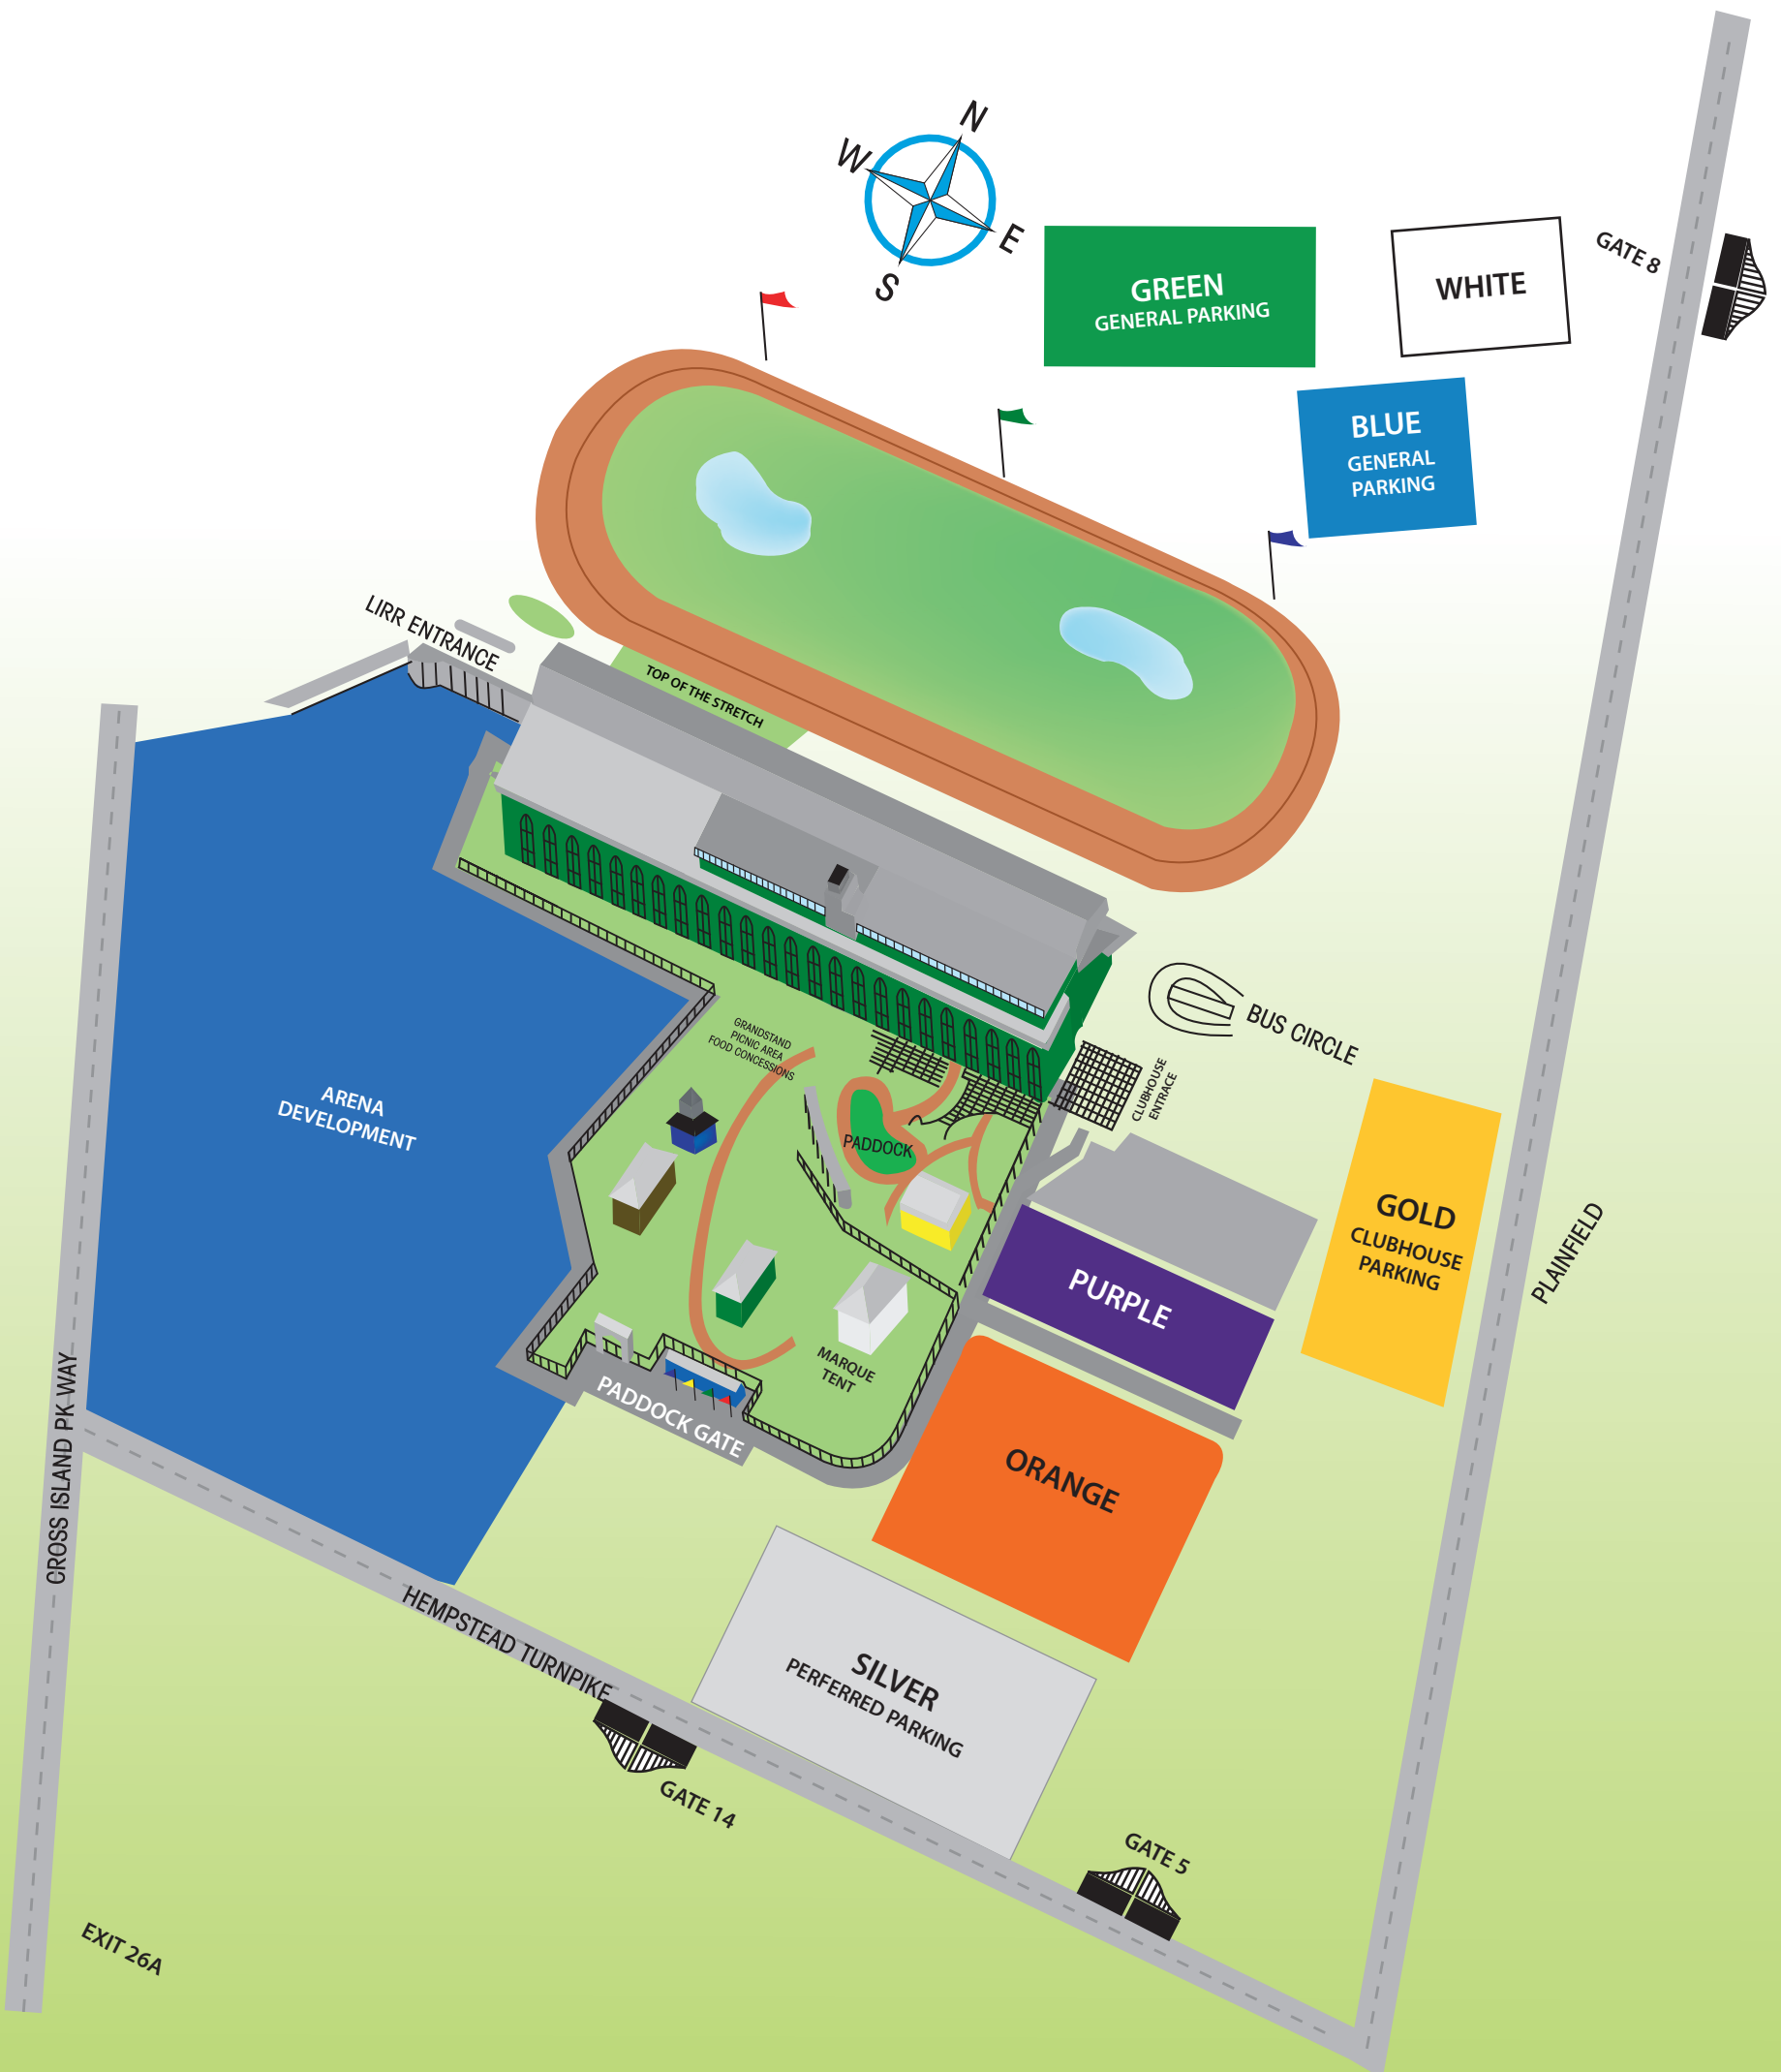 N
W
E
S
GATE 8
GREEN
GENERAL PARKING
WHITE
BLUE
GENERAL
PARKING
LIRR ENTRANCE
TOP OF THE STRETCH
BUS CIRCLE
GRANDSTAND
PICNIC AREA
FOOD CONCESSIONS
CLUBHOUSE
ENTRACE
ARENA
DEVELOPMENT
PADDOCK
GOLD
CLUBHOUSE
PARKING
PLAINFIELD
PURPLE
MARQUE
TENT
PADDOCK GATE
CROSS ISLAND PK WAY
ORANGE
HEMPSTEAD TURNPIKE
SILVER
PERFERRED PARKING
GATE 14
GATE 5
EXIT 26A